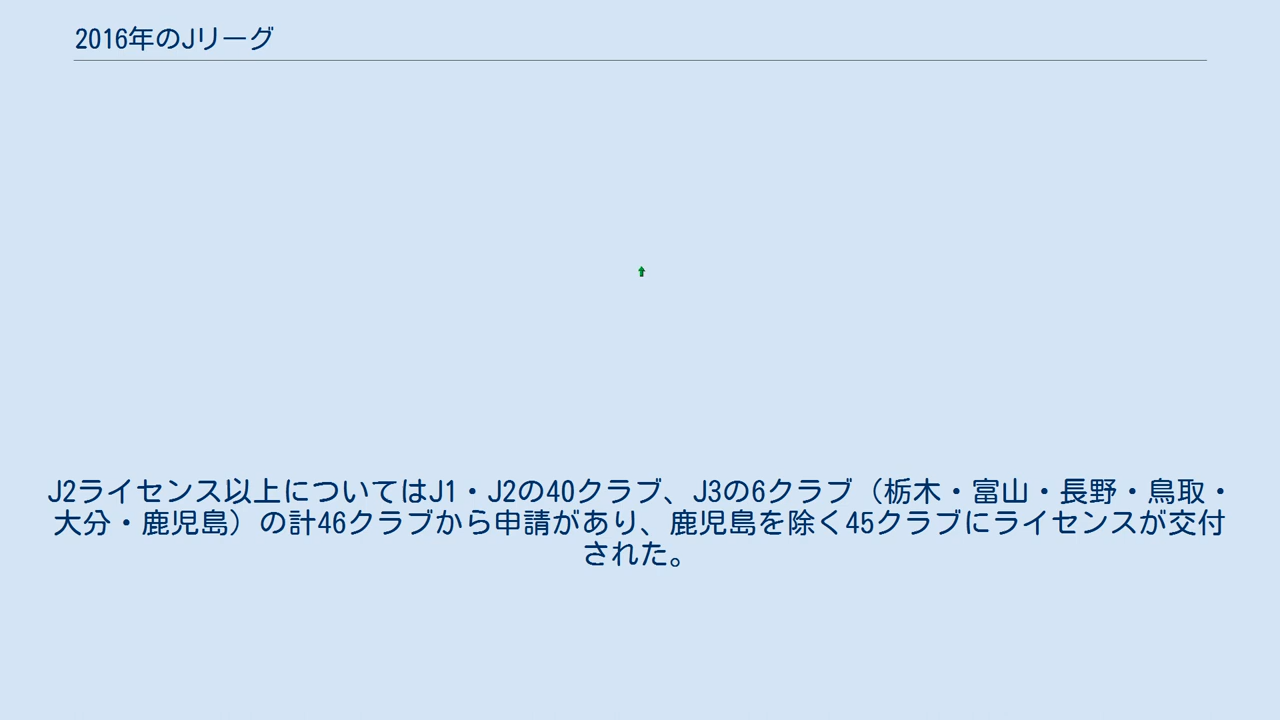 2016年のJリーグ
J2ライセンス以上についてはJ1・J2の40クラブ、J3の6クラブ（栃木・富山・長野・鳥取・
大分・鹿児島）の計46クラブから申請があり、鹿児島を除く45クラブにライセンスが交付
された。